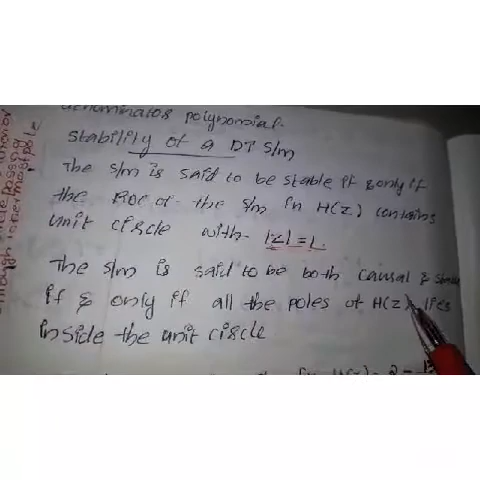 denominator polynomial.
Stability of a DT S/m
The S/m is said to be stable if & only if
the ROC of the S/m in H(z) contains
unit circle with |z|=1.
The S/m is said to be both causal & stable
if & only if all the poles of H(z) lies
inside the unit circle